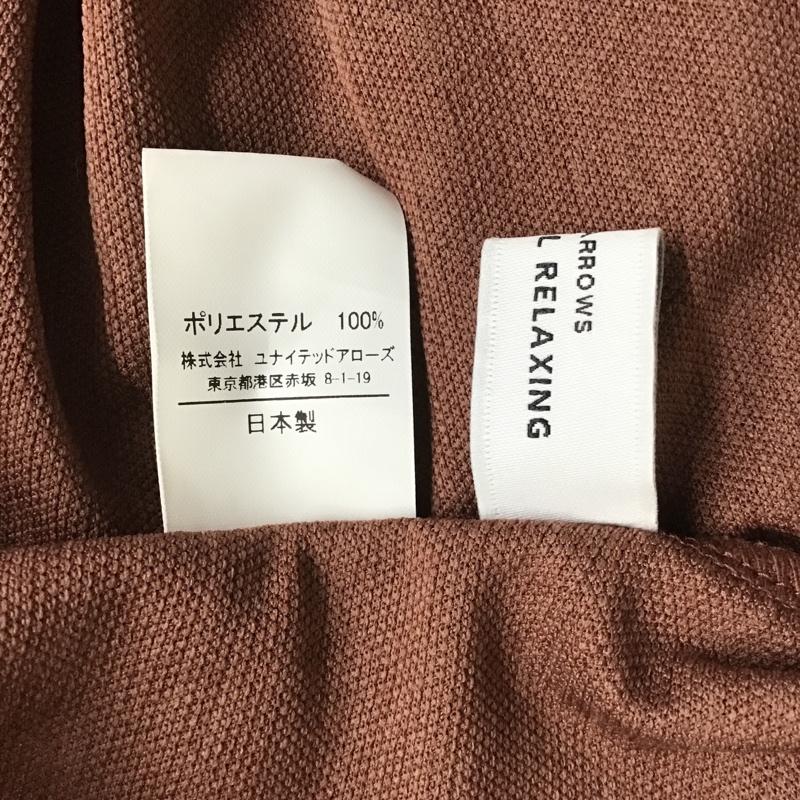 ポリエステル 100%
株式会社 ユナイテッドアローズ
東京都港区赤坂 8-1-19
日本製
ARROWS
L RELAXING